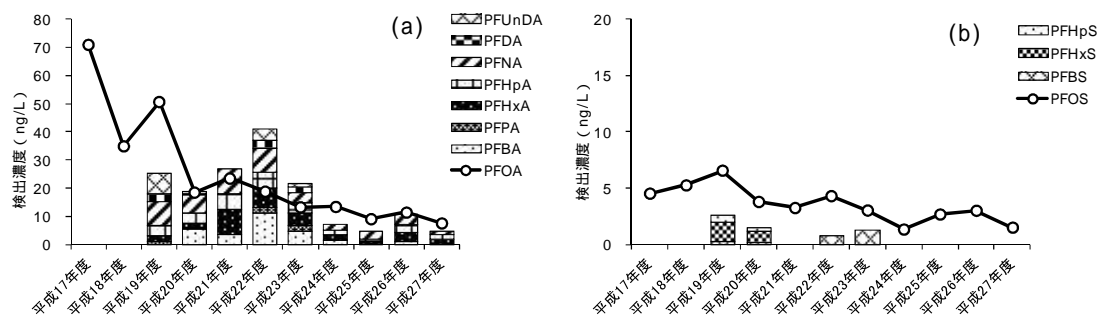 (a)
検出濃度（ng/L）
80
70
60
50
40
30
20
10
0
平成17年度
平成18年度
平成19年度
平成20年度
平成21年度
平成22年度
平成23年度
平成24年度
平成25年度
平成26年度
平成27年度
PFUnDA
PFDA
PFNA
PFHpA
PFHxA
PFPA
PFBA
PFOA
(b)
検出濃度（ng/L）
20
15
10
5
0
平成17年度
平成18年度
平成19年度
平成20年度
平成21年度
平成22年度
平成23年度
平成24年度
平成25年度
平成26年度
平成27年度
PFHpS
PFHxS
PFBS
PFOS